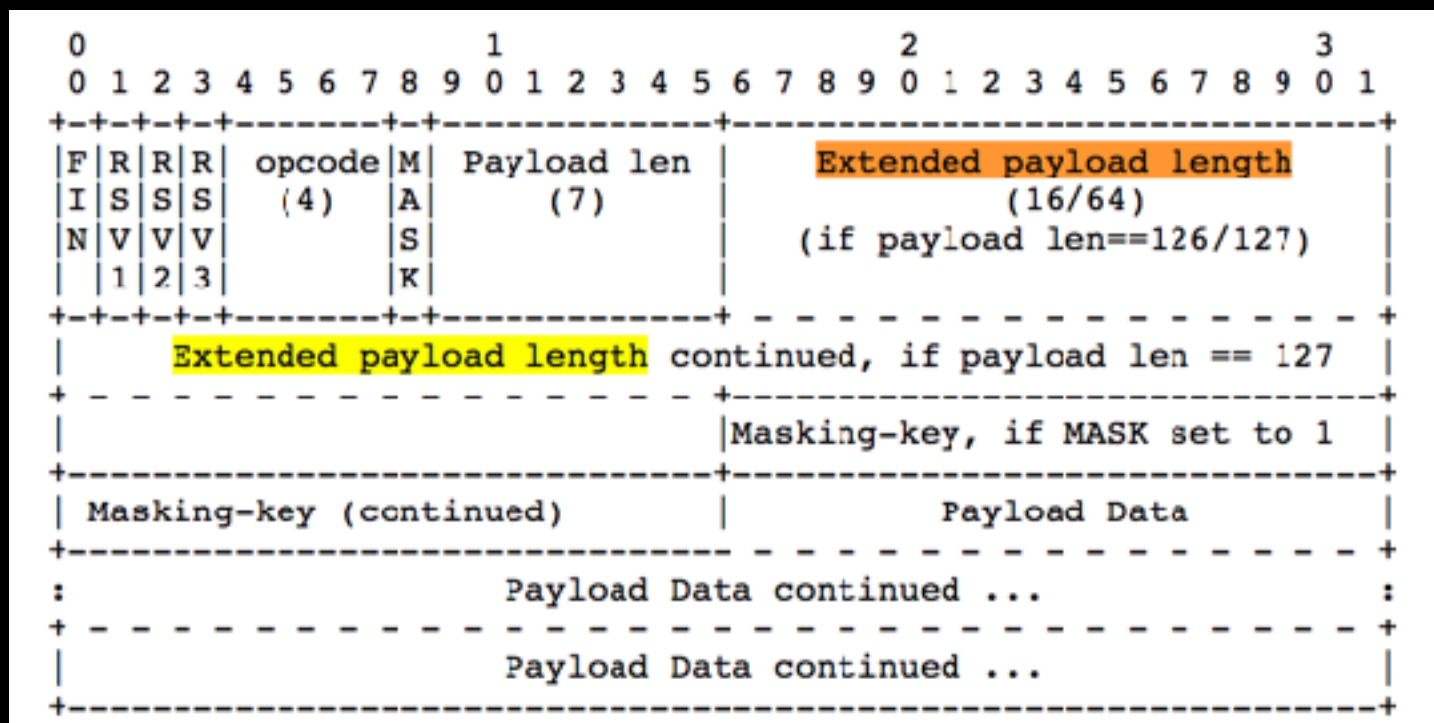 0                   1                   2                   3
0 1 2 3 4 5 6 7 8 9 0 1 2 3 4 5 6 7 8 9 0 1 2 3 4 5 6 7 8 9 0 1
+-+-+-+-+-------+-+-------------+-------------------------------+
|F|R|R|R| opcode|M| Payload len |    Extended payload length    |
|I|S|S|S|  (4)  |A|     (7)     |             (16/64)           |
|N|V|V|V|       |S|             |   (if payload len==126/127)   |
| |1|2|3|       |K|             |                               |
+-+-+-+-+-------+-+-------------+ - - - - - - - - - - - - - - - +
|     Extended payload length continued, if payload len == 127  |
+ - - - - - - - - - - - - - - - +-------------------------------+
|                               |Masking-key, if MASK set to 1  |
+-------------------------------+-------------------------------+
| Masking-key (continued)       |          Payload Data         |
+-------------------------------- - - - - - - - - - - - - - - - +
:                     Payload Data continued ...                :
+ - - - - - - - - - - - - - - - - - - - - - - - - - - - - - - - +
|                     Payload Data continued ...                |
+---------------------------------------------------------------+